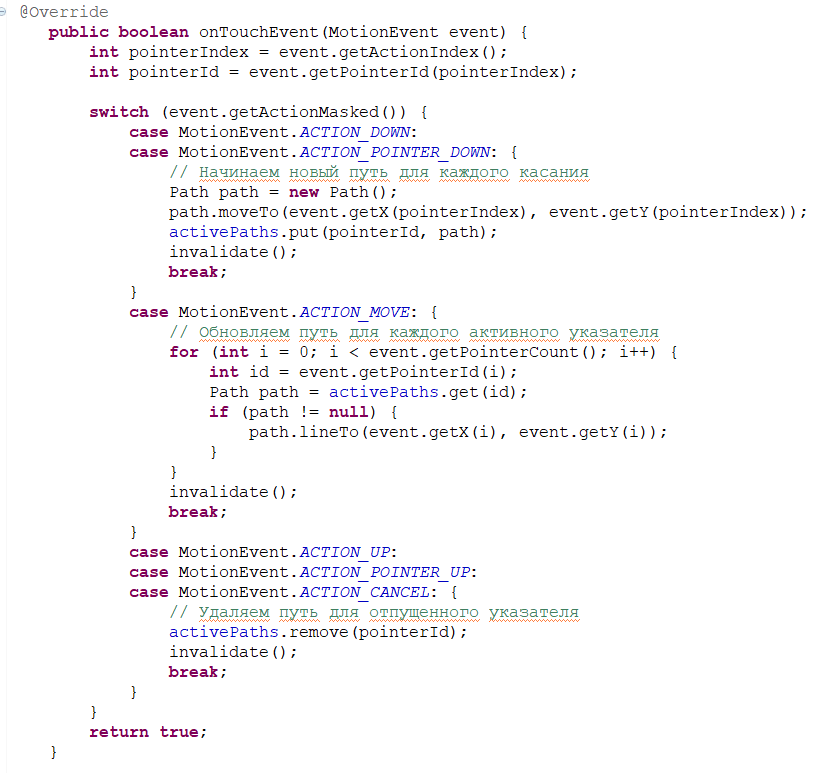 @Override
public boolean onTouchEvent(MotionEvent event) {
int pointerIndex = event.getActionIndex();
int pointerId = event.getPointerId(pointerIndex);
switch (event.getActionMasked()) {
case MotionEvent.ACTION_DOWN:
case MotionEvent.ACTION_POINTER_DOWN: {
// Начинаем новый путь для каждого касания
Path path = new Path();
path.moveTo(event.getX(pointerIndex), event.getY(pointerIndex));
activePaths.put(pointerId, path);
invalidate();
break;
}
case MotionEvent.ACTION_MOVE: {
// Обновляем путь для каждого активного указателя
for (int i = 0; i < event.getPointerCount(); i++) {
int id = event.getPointerId(i);
Path path = activePaths.get(id);
if (path != null) {
path.lineTo(event.getX(i), event.getY(i));
}
}
invalidate();
break;
}
case MotionEvent.ACTION_UP:
case MotionEvent.ACTION_POINTER_UP:
case MotionEvent.ACTION_CANCEL: {
// Удаляем путь для отпущенного указателя
activePaths.remove(pointerId);
invalidate();
break;
}
}
return true;
}